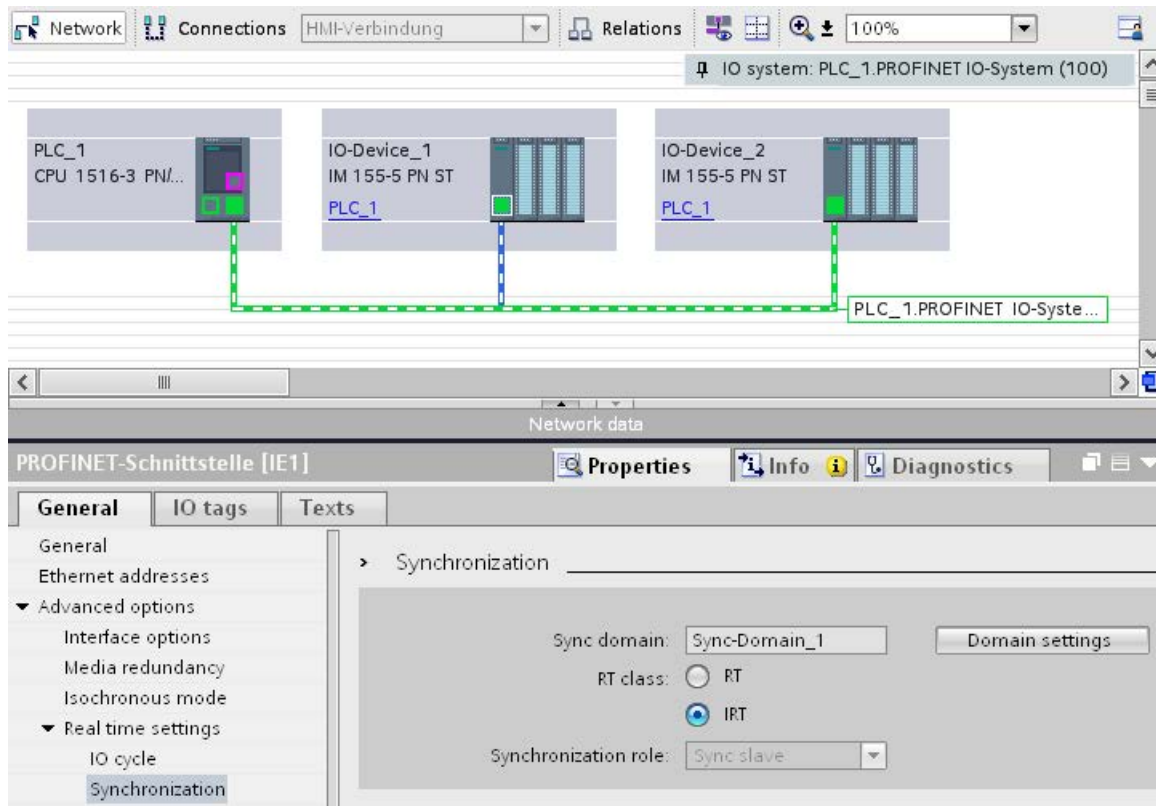 Network Connections HMI-Verbindung Relations 100%
IO system: PLC_1.PROFINET IO-System (100)
PLC_1
CPU 1516-3 PN/...
IO-Device_1
IM 155-5 PN ST
PLC_1
IO-Device_2
IM 155-5 PN ST
PLC_1
PLC_1.PROFINET IO-Syste...
Network data
PROFINET-Schnittstelle [IE1]
Properties Info Diagnostics
General IO tags Texts
General
Ethernet addresses
Advanced options
Interface options
Media redundancy
Isochronous mode
Real time settings
IO cycle
Synchronization
Synchronization
Sync domain: Sync-Domain_1 Domain settings
RT class: RT
IRT
Synchronization role: Sync slave